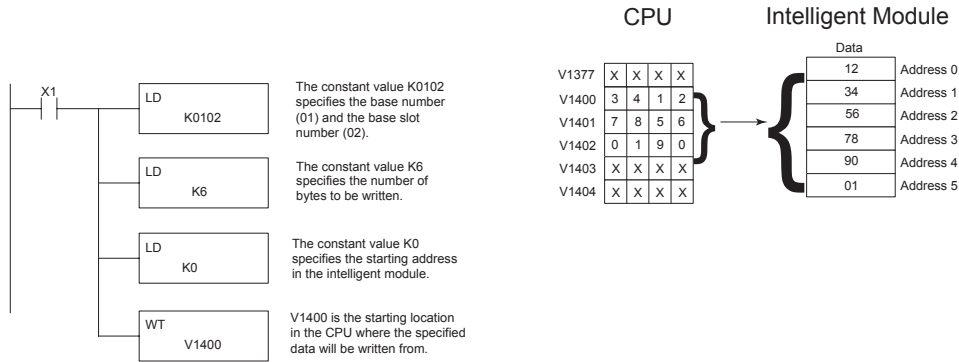 CPU
Intelligent Module
X1
LD
K0102
The constant value K0102
specifies the base number
(01) and the base slot
number (02).
LD
K6
The constant value K6
specifies the number of
bytes to be written.
LD
K0
The constant value K0
specifies the starting address
in the intelligent module.
WT
V1400
V1400 is the starting location
in the CPU where the specified
data will be written from.
V1377 X X X X
V1400 3 4 1 2
V1401 7 8 5 6
V1402 0 1 9 0
V1403 X X X X
V1404 X X X X
Data
12 Address 0
34 Address 1
56 Address 2
78 Address 3
90 Address 4
01 Address 5